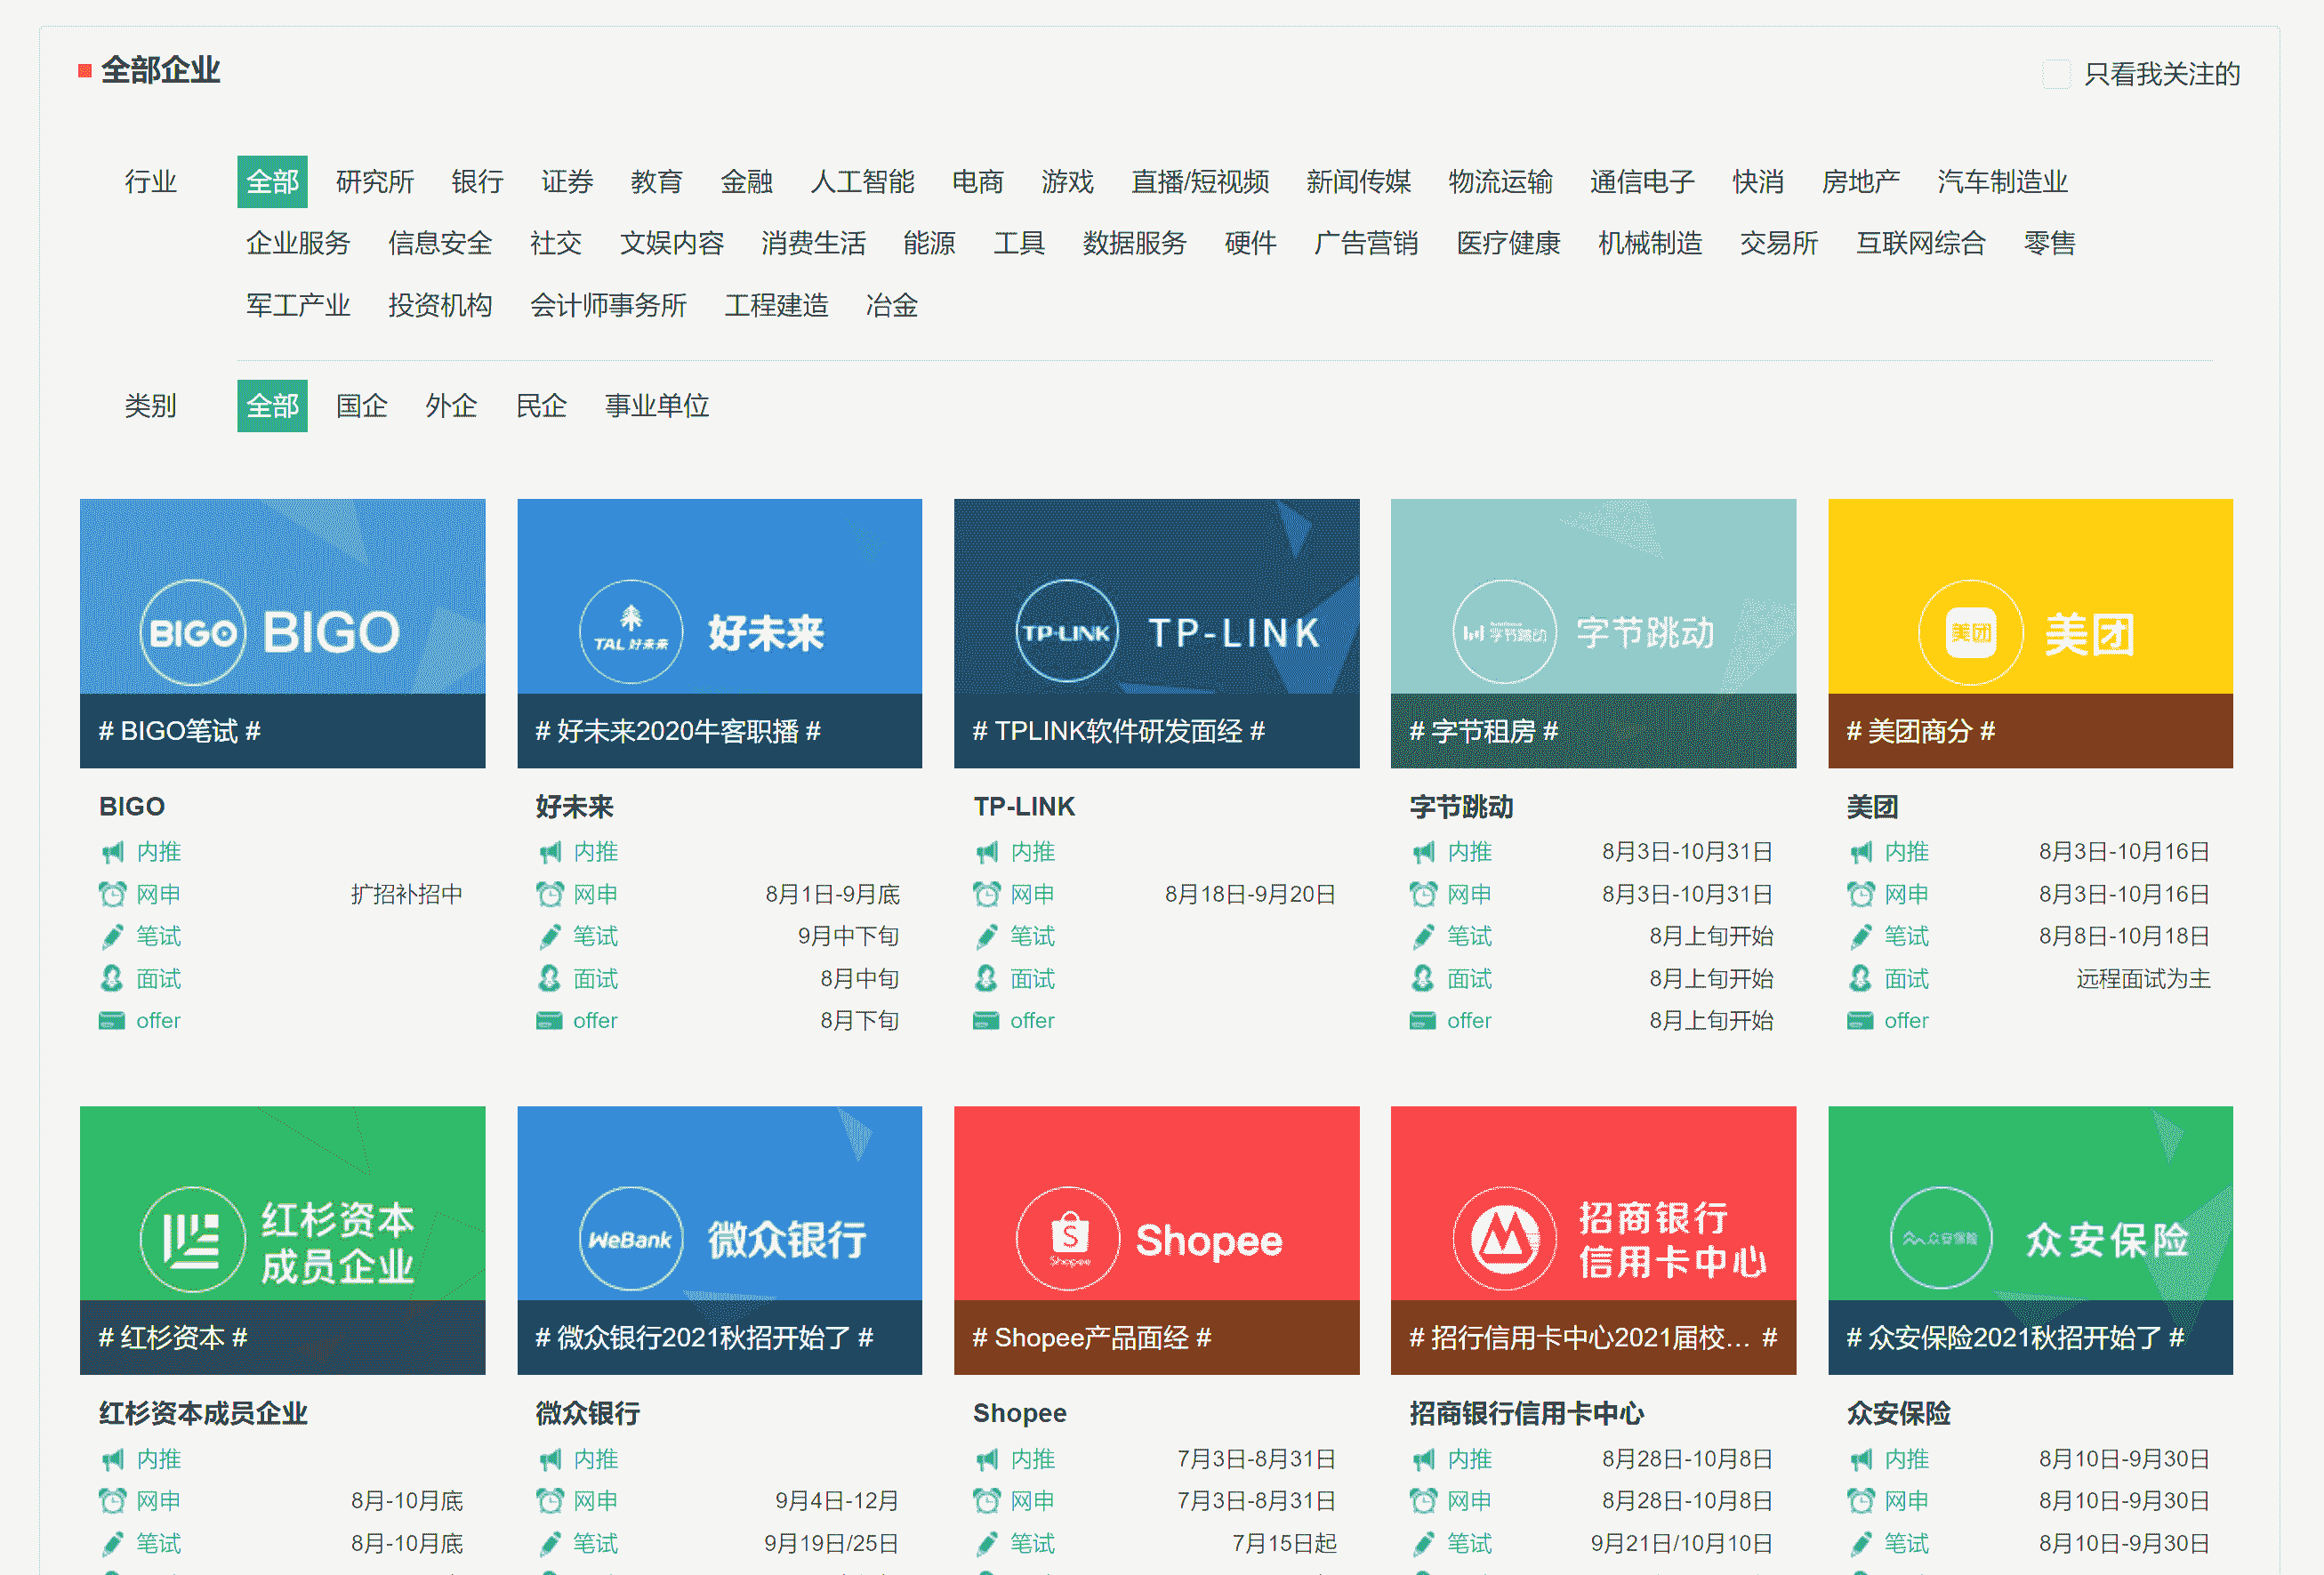 全部企业
只看我关注的
行业 全部 研究所 银行 证券 教育 金融 人工智能 电商 游戏 直播/短视频 新闻传媒 物流运输 通信电子 快消 房地产 汽车制造业
企业服务 信息安全 社交 文娱内容 消费生活 能源 工具 数据服务 硬件 广告营销 医疗健康 机械制造 交易所 互联网综合 零售
军工产业 投资机构 会计师事务所 工程建造 冶金
类别 全部 国企 外企 民企 事业单位
BIGO BIGO
# BIGO笔试 #
BIGO
内推
网申 扩招补招中
笔试
面试
offer
TAL 好未来 好未来
# 好未来2020牛客职播 #
好未来
内推
网申 8月1日-9月底
笔试 9月中下旬
面试 8月中旬
offer 8月下旬
TP-LINK TP-LINK
# TPLINK软件研发面经 #
TP-LINK
内推
网申 8月18日-9月20日
笔试
面试
offer
字节跳动 字节跳动
# 字节租房 #
字节跳动
内推 8月3日-10月31日
网申 8月3日-10月31日
笔试 8月上旬开始
面试 8月上旬开始
offer 8月上旬开始
美团 美团
# 美团商分 #
美团
内推 8月3日-10月16日
网申 8月3日-10月16日
笔试 8月8日-10月18日
面试 远程面试为主
offer
红杉资本
成员企业
# 红杉资本 #
红杉资本成员企业
内推
网申 8月-10月底
笔试 8月-10月底
WeBank 微众银行
# 微众银行2021秋招开始了 #
微众银行
内推
网申 9月4日-12月
笔试 9月19日/25日
Shopee Shopee
# Shopee产品面经 #
Shopee
内推 7月3日-8月31日
网申 7月3日-8月31日
笔试 7月15日起
招商银行
信用卡中心
# 招行信用卡中心2021届校… #
招商银行信用卡中心
内推 8月28日-10月8日
网申 8月28日-10月8日
笔试 9月21日/10月10日
众安保险 众安保险
# 众安保险2021秋招开始了 #
众安保险
内推 8月10日-9月30日
网申 8月10日-9月30日
笔试 8月10日-9月30日